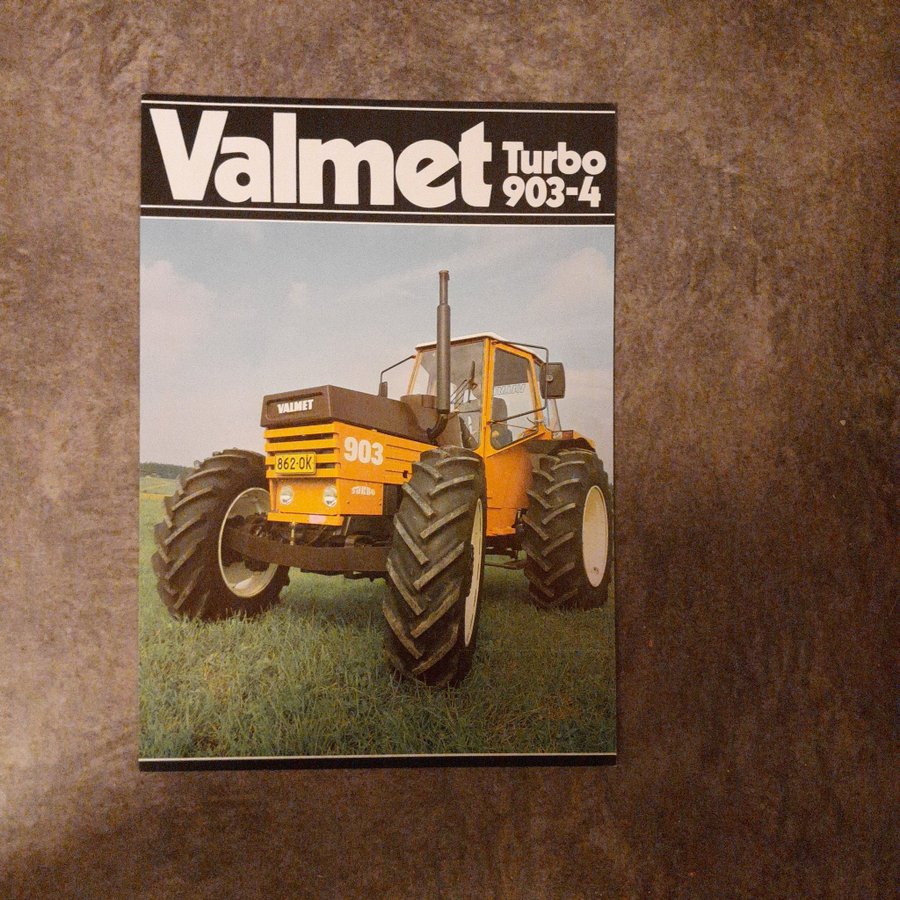 Valmet
Turbo
903-4
VALMET
903
862-OK
TURBO